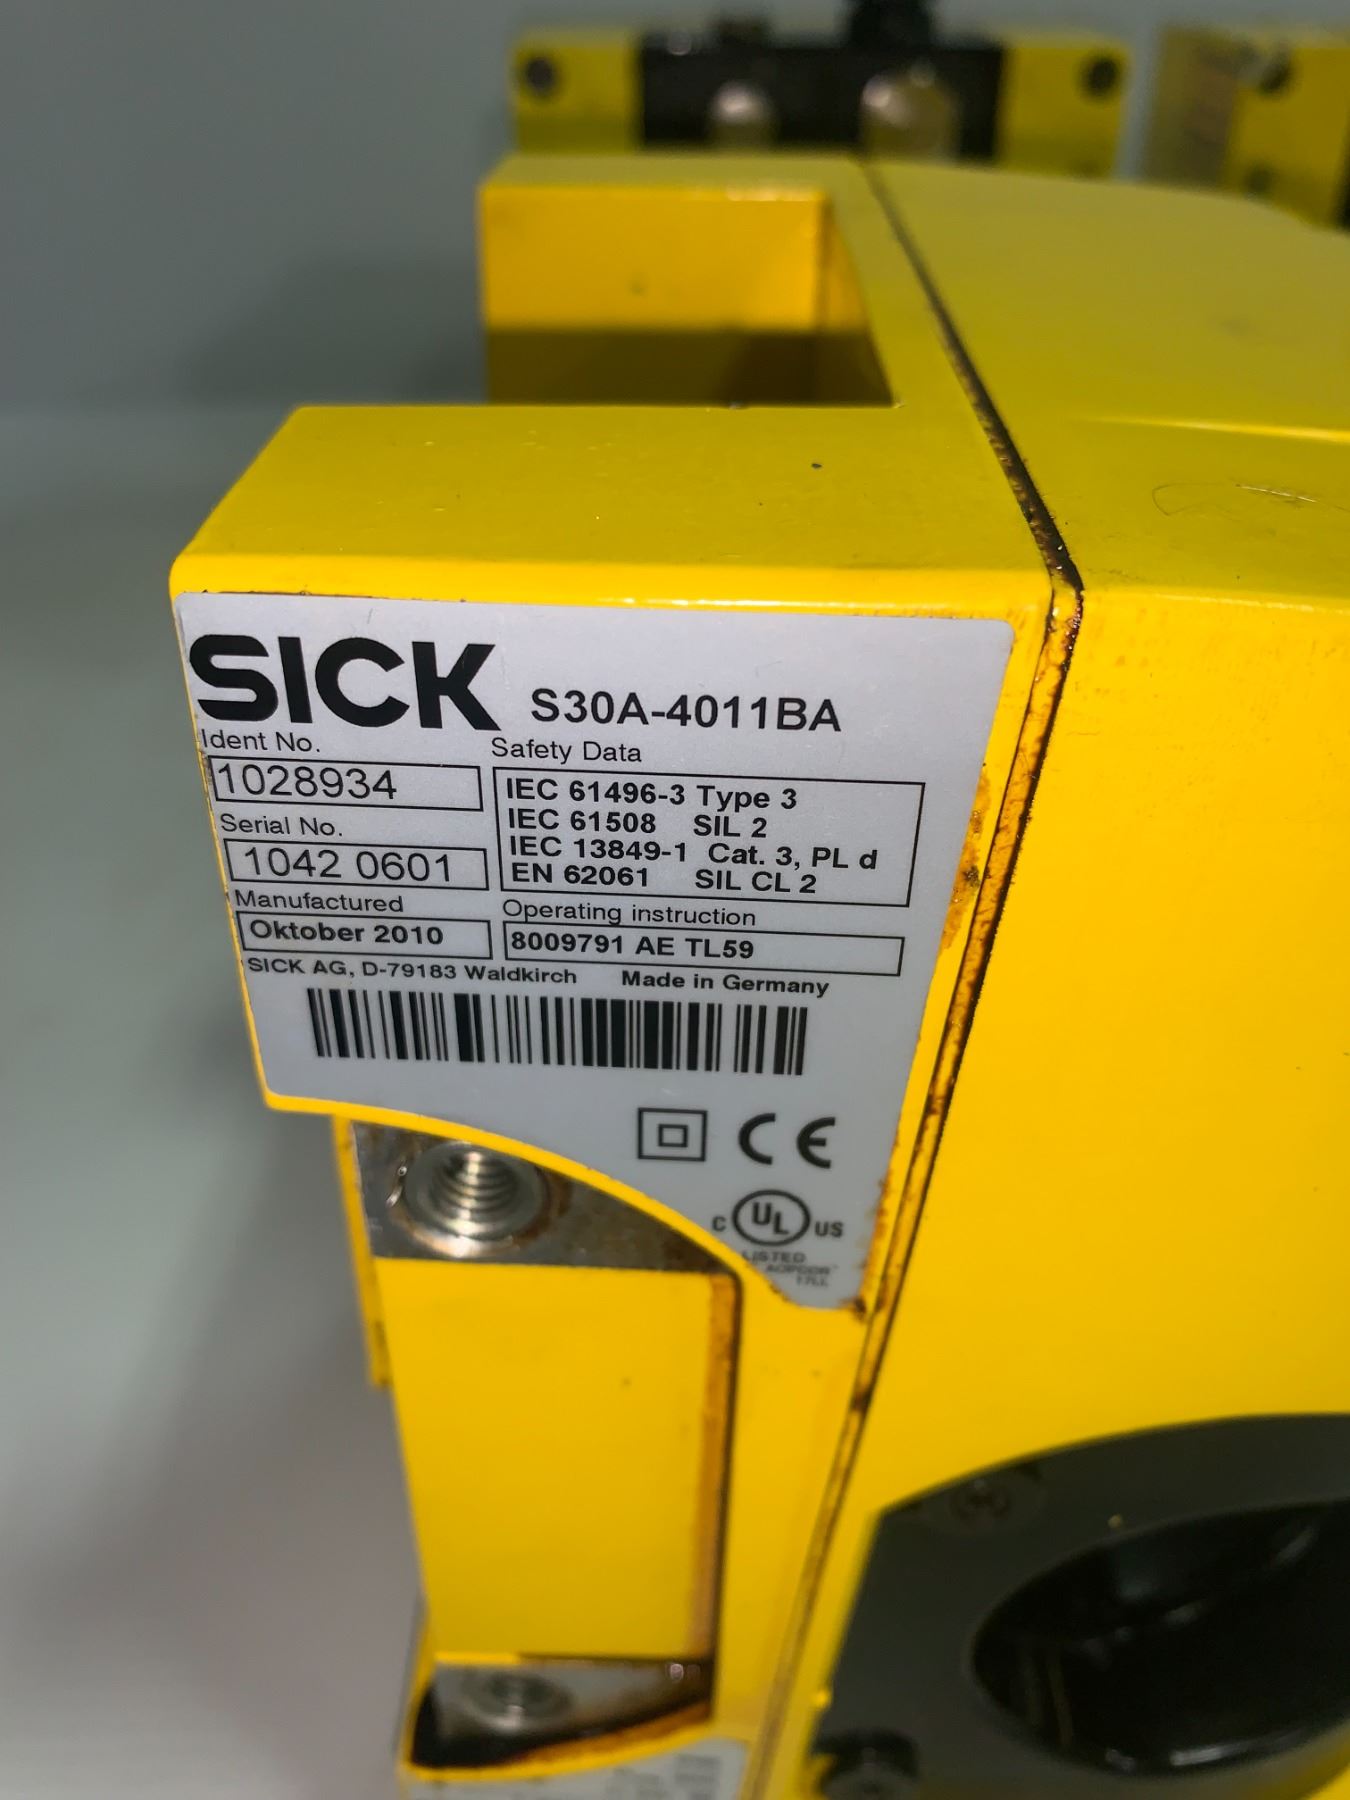 SICK S30A-4011BA
Ident No. Safety Data
1028934 IEC 61496-3 Type 3
IEC 61508 SIL 2
Serial No. IEC 13849-1 Cat. 3, PL d
1042 0601 EN 62061 SIL CL 2
Manufactured Operating instruction
Oktober 2010 8009791 AE TL59
SICK AG, D-79183 Waldkirch Made in Germany
CE
C UL US
LISTED
17LL